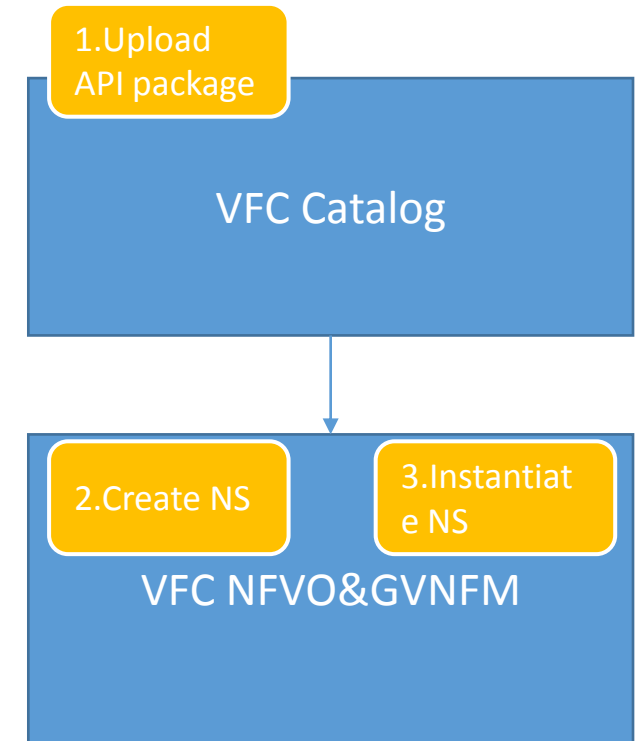 1.Upload
API package
VFC Catalog
2.Create NS
3.Instantiat
e NS
VFC NFVO&GVNFM